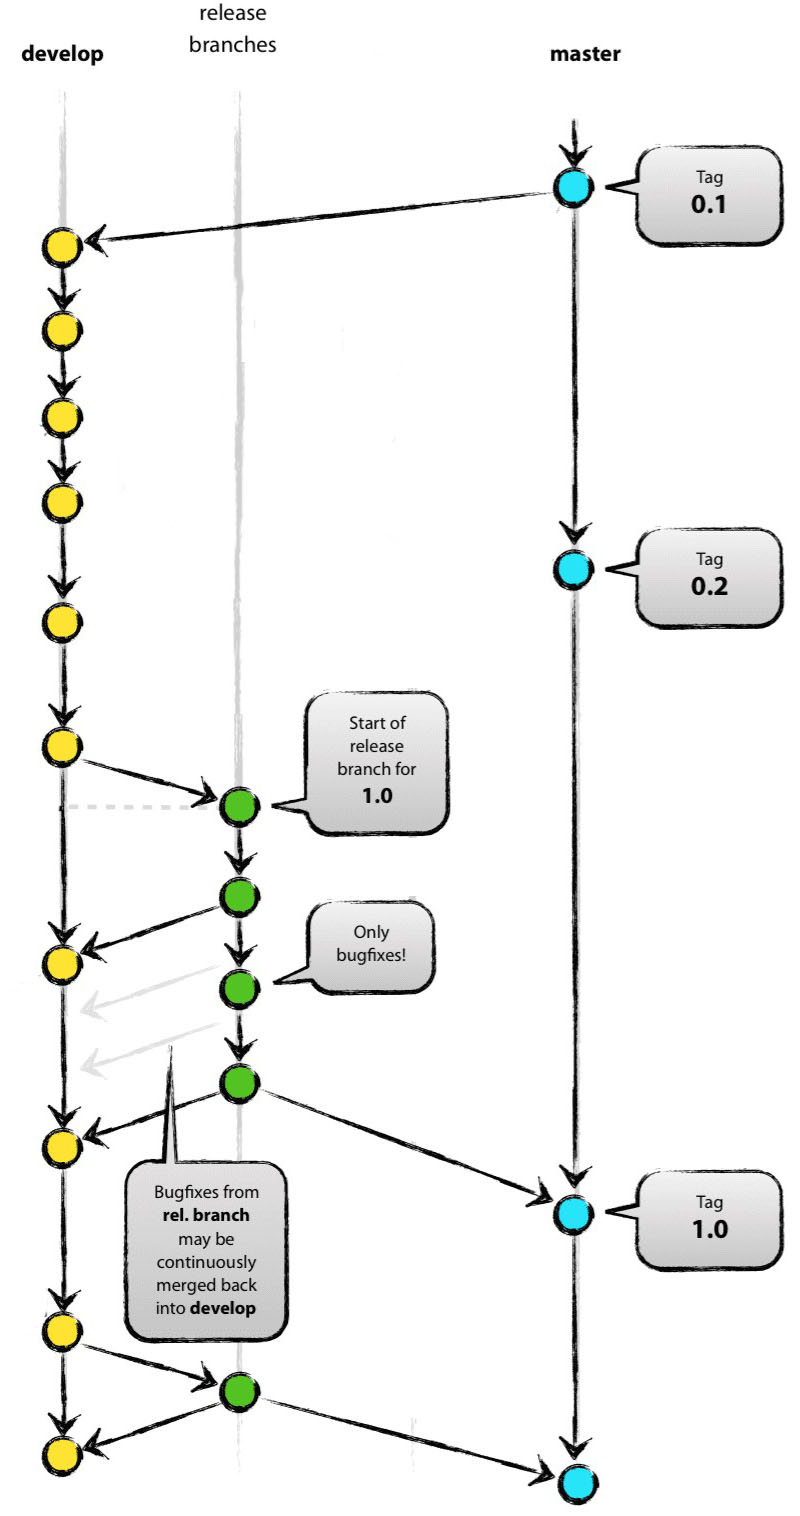 release
branches
develop
master
Tag
0.1
Tag
0.2
Start of
release
branch for
1.0
Only
bugfixes!
Bugfixes from
rel. branch
may be
continuously
merged back
into develop
Tag
1.0